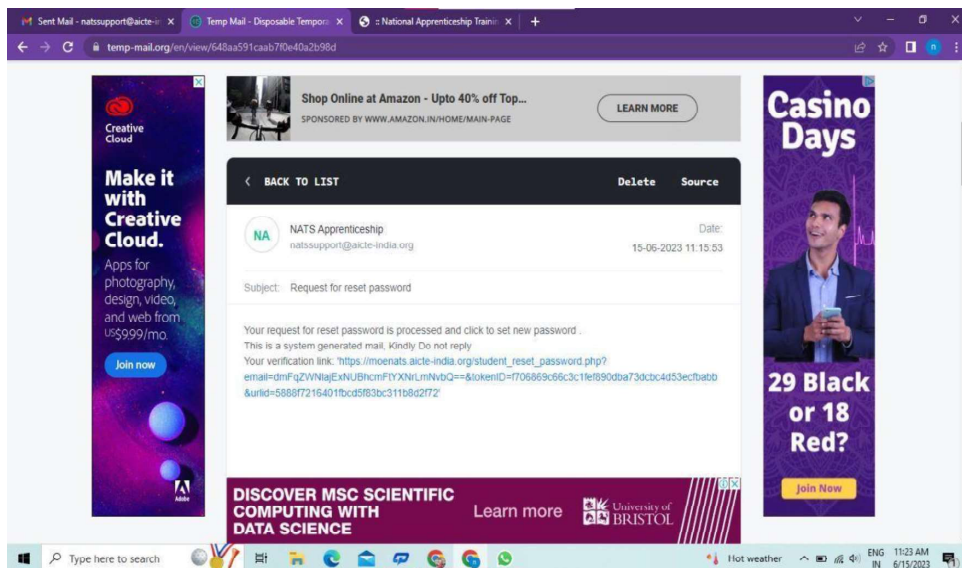 Sent Mail - natssupport@aicte-in
Temp Mail - Disposable Tempora
:: National Apprenticeship Trainin
temp-mail.org/en/view/648aa591caab7f0e40a2b98d
Creative
Cloud
Make it
with
Creative
Cloud.
Apps for
photography,
design, video,
and web from
US$9.99/mo.
Join now
Adobe
Shop Online at Amazon - Upto 40% off Top...
SPONSORED BY WWW.AMAZON.IN/HOME/MAIN-PAGE
LEARN MORE
BACK TO LIST
Delete Source
NA
NATS Apprenticeship
natssupport@aicte-india.org
Date:
15-06-2023 11:15:53
Subject: Request for reset password
Your request for reset password is processed and click to set new password .
This is a system generated mail, Kindly Do not reply
Your verification link: 'https://moenats.aicte-india.org/student_reset_password.php?
DISCOVER MSC SCIENTIFIC
COMPUTING WITH
DATA SCIENCE
Learn more
University of
BRISTOL
Casino
Days
29 Black
or 18
Red?
Join Now
Type here to search
Hot weather
ENG
IN
11:23 AM
6/15/2023